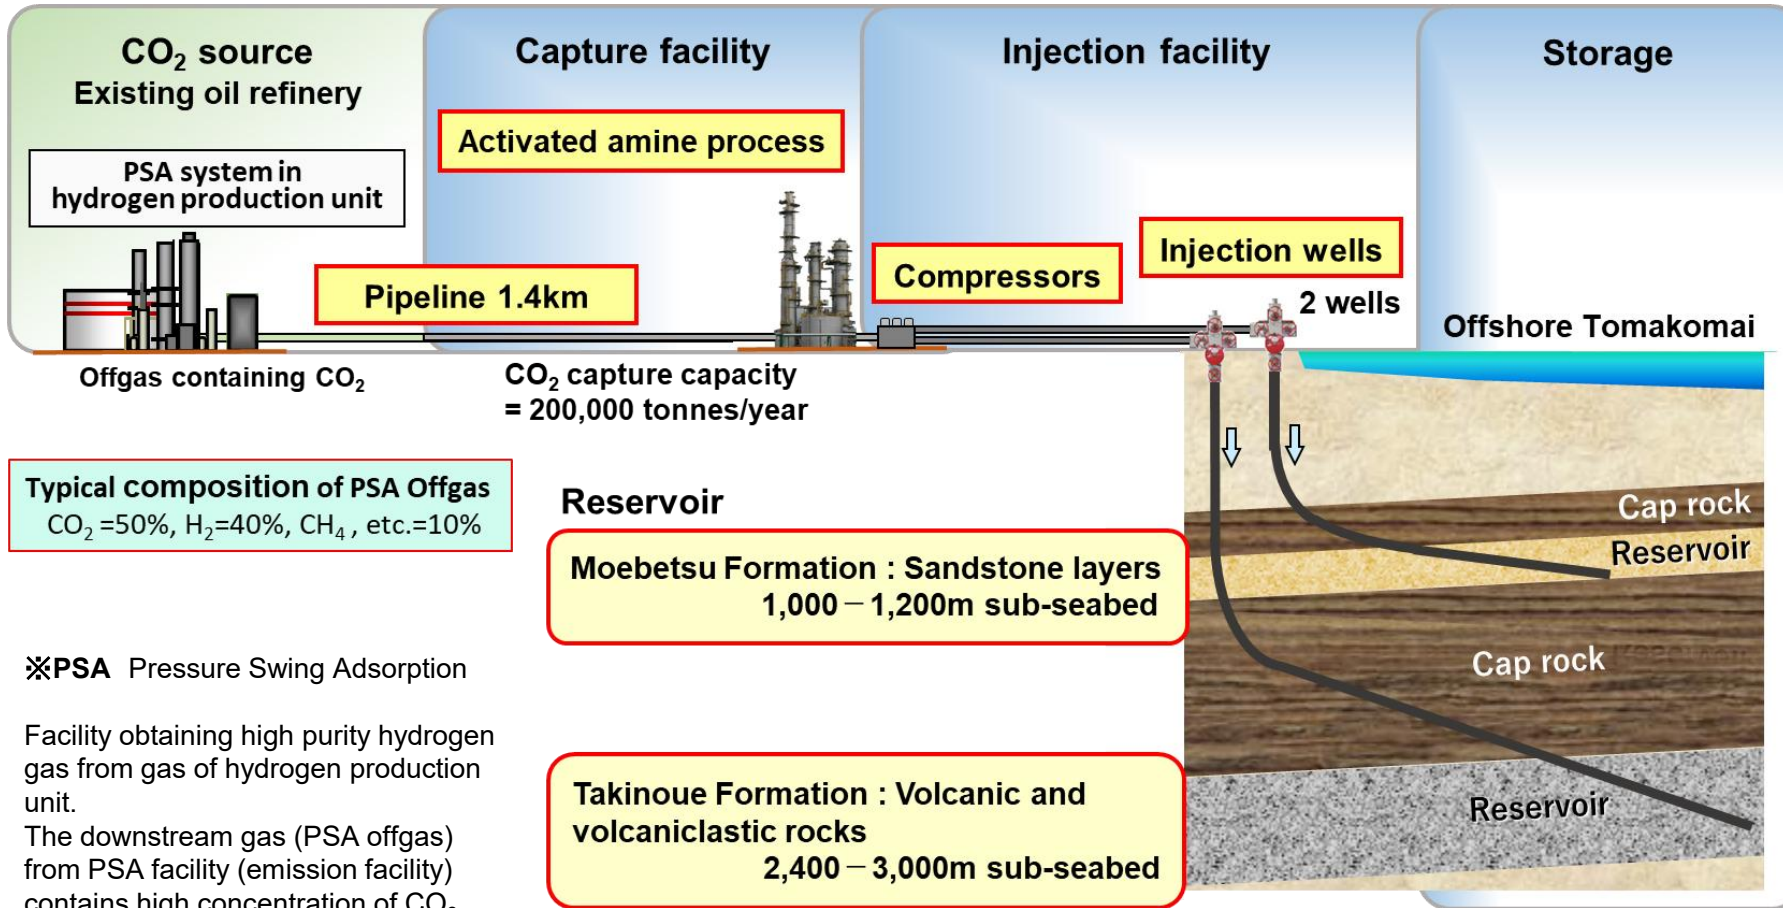 CO₂ source
Existing oil refinery
PSA system in
hydrogen production unit
Pipeline 1.4km
Offgas containing CO₂
Capture facility
Activated amine process
CO₂ capture capacity
= 200,000 tonnes/year
Injection facility
Compressors
Injection wells
2 wells
Storage
Offshore Tomakomai
Typical composition of PSA Offgas
CO₂ =50%, H₂=40%, CH₄ , etc.=10%
Reservoir
Moebetsu Formation : Sandstone layers
1,000－1,200m sub-seabed
Takinoue Formation : Volcanic and
volcaniclastic rocks
2,400－3,000m sub-seabed
Cap rock
Reservoir
Cap rock
Reservoir
※PSA Pressure Swing Adsorption
Facility obtaining high purity hydrogen
gas from gas of hydrogen production
unit.
The downstream gas (PSA offgas)
from PSA facility (emission facility)
contains high concentration of CO₂